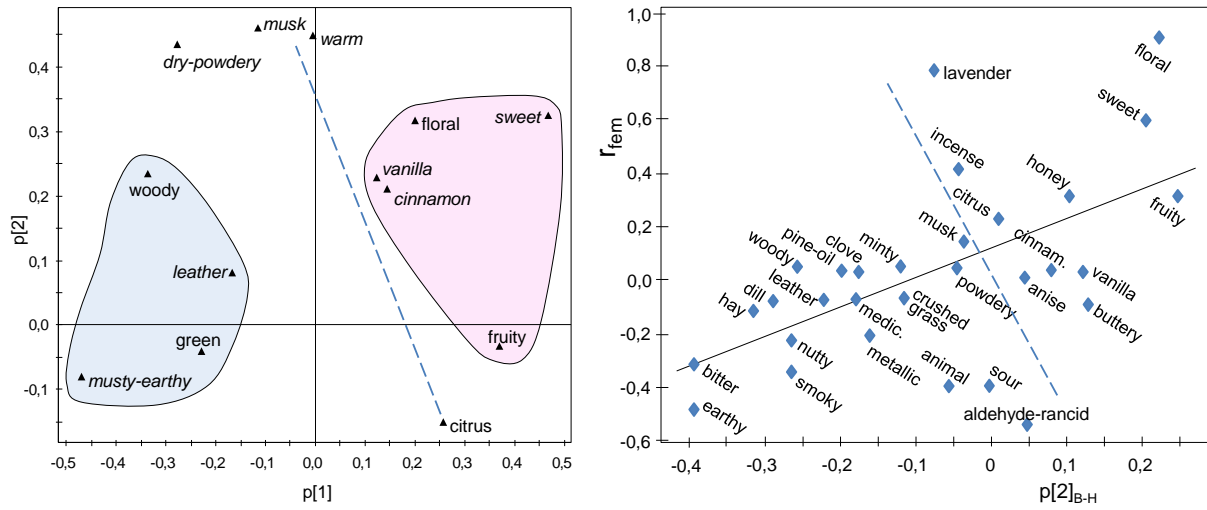 musk
warm
dry-powdery
0,4
0,3
0,2
0,1
0,0
-0,1
p[2]
floral
sweet
vanilla
cinnamon
woody
leather
green
musty-earthy
fruity
citrus
-0,5
-0,4
-0,3
-0,2
-0,1
0,0
0,1
0,2
0,3
0,4
0,5
p[1]
1,0
0,8
0,6
0,4
0,2
0,0
-0,2
-0,4
-0,6
r fem
floral
lavender
sweet
incense
honey
citrus
fruity
musk
cinnam.
minty
clove
pine-oil
woody
powdery
vanilla
anise
buttery
leather
dill
hay
medic.
crushed
grass
nutty
metallic
animal
sour
bitter
smoky
earthy
aldehyde-rancid
-0,4
-0,3
-0,2
-0,1
0
0,1
0,2
p[2]B-H